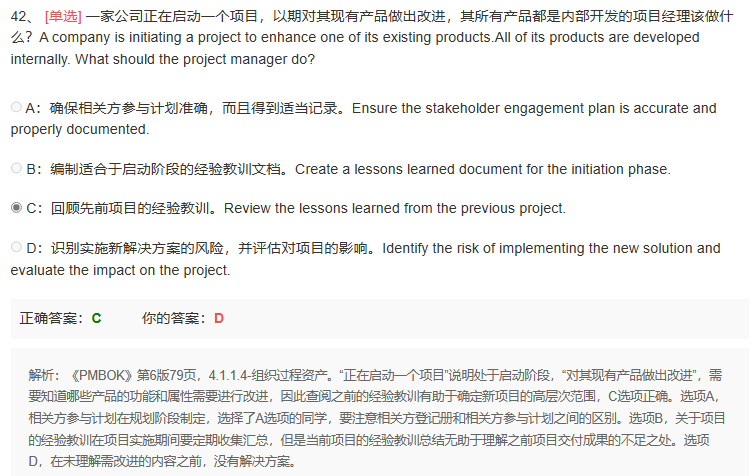 42、 [单选] 一家公司正在启动一个项目，以期对其现有产品做出改进，其所有产品都是内部开发的项目经理该做什
么？A company is initiating a project to enhance one of its existing products.All of its products are developed
internally. What should the project manager do?
A：确保相关方参与计划准确，而且得到适当记录。Ensure the stakeholder engagement plan is accurate and
properly documented.
B：编制适合于启动阶段的经验教训文档。Create a lessons learned document for the initiation phase.
C：回顾先前项目的经验教训。Review the lessons learned from the previous project.
D：识别实施新解决方案的风险，并评估对项目的影响。Identify the risk of implementing the new solution and
evaluate the impact on the project.
正确答案：C 你的答案：D
解析：《PMBOK》第6版79页，4.1.1.4-组织过程资产。“正在启动一个项目”说明处于启动阶段，“对其现有产品做出改进”，需
要知道哪些产品的功能和属性需要进行改进，因此查阅之前的经验教训有助于确定新项目的高层次范围，C选项正确。选项A，
相关方参与计划在规划阶段制定，选择了A选项的同学，要注意相关方登记册和相关方参与计划之间的区别。选项B，关于项目
的经验教训在项目实施期间要定期收集汇总，但是当前项目的经验教训总结无助于理解之前项目交付成果的不足之处。选项
D，在未理解需改进的内容之前，没有解决方案。